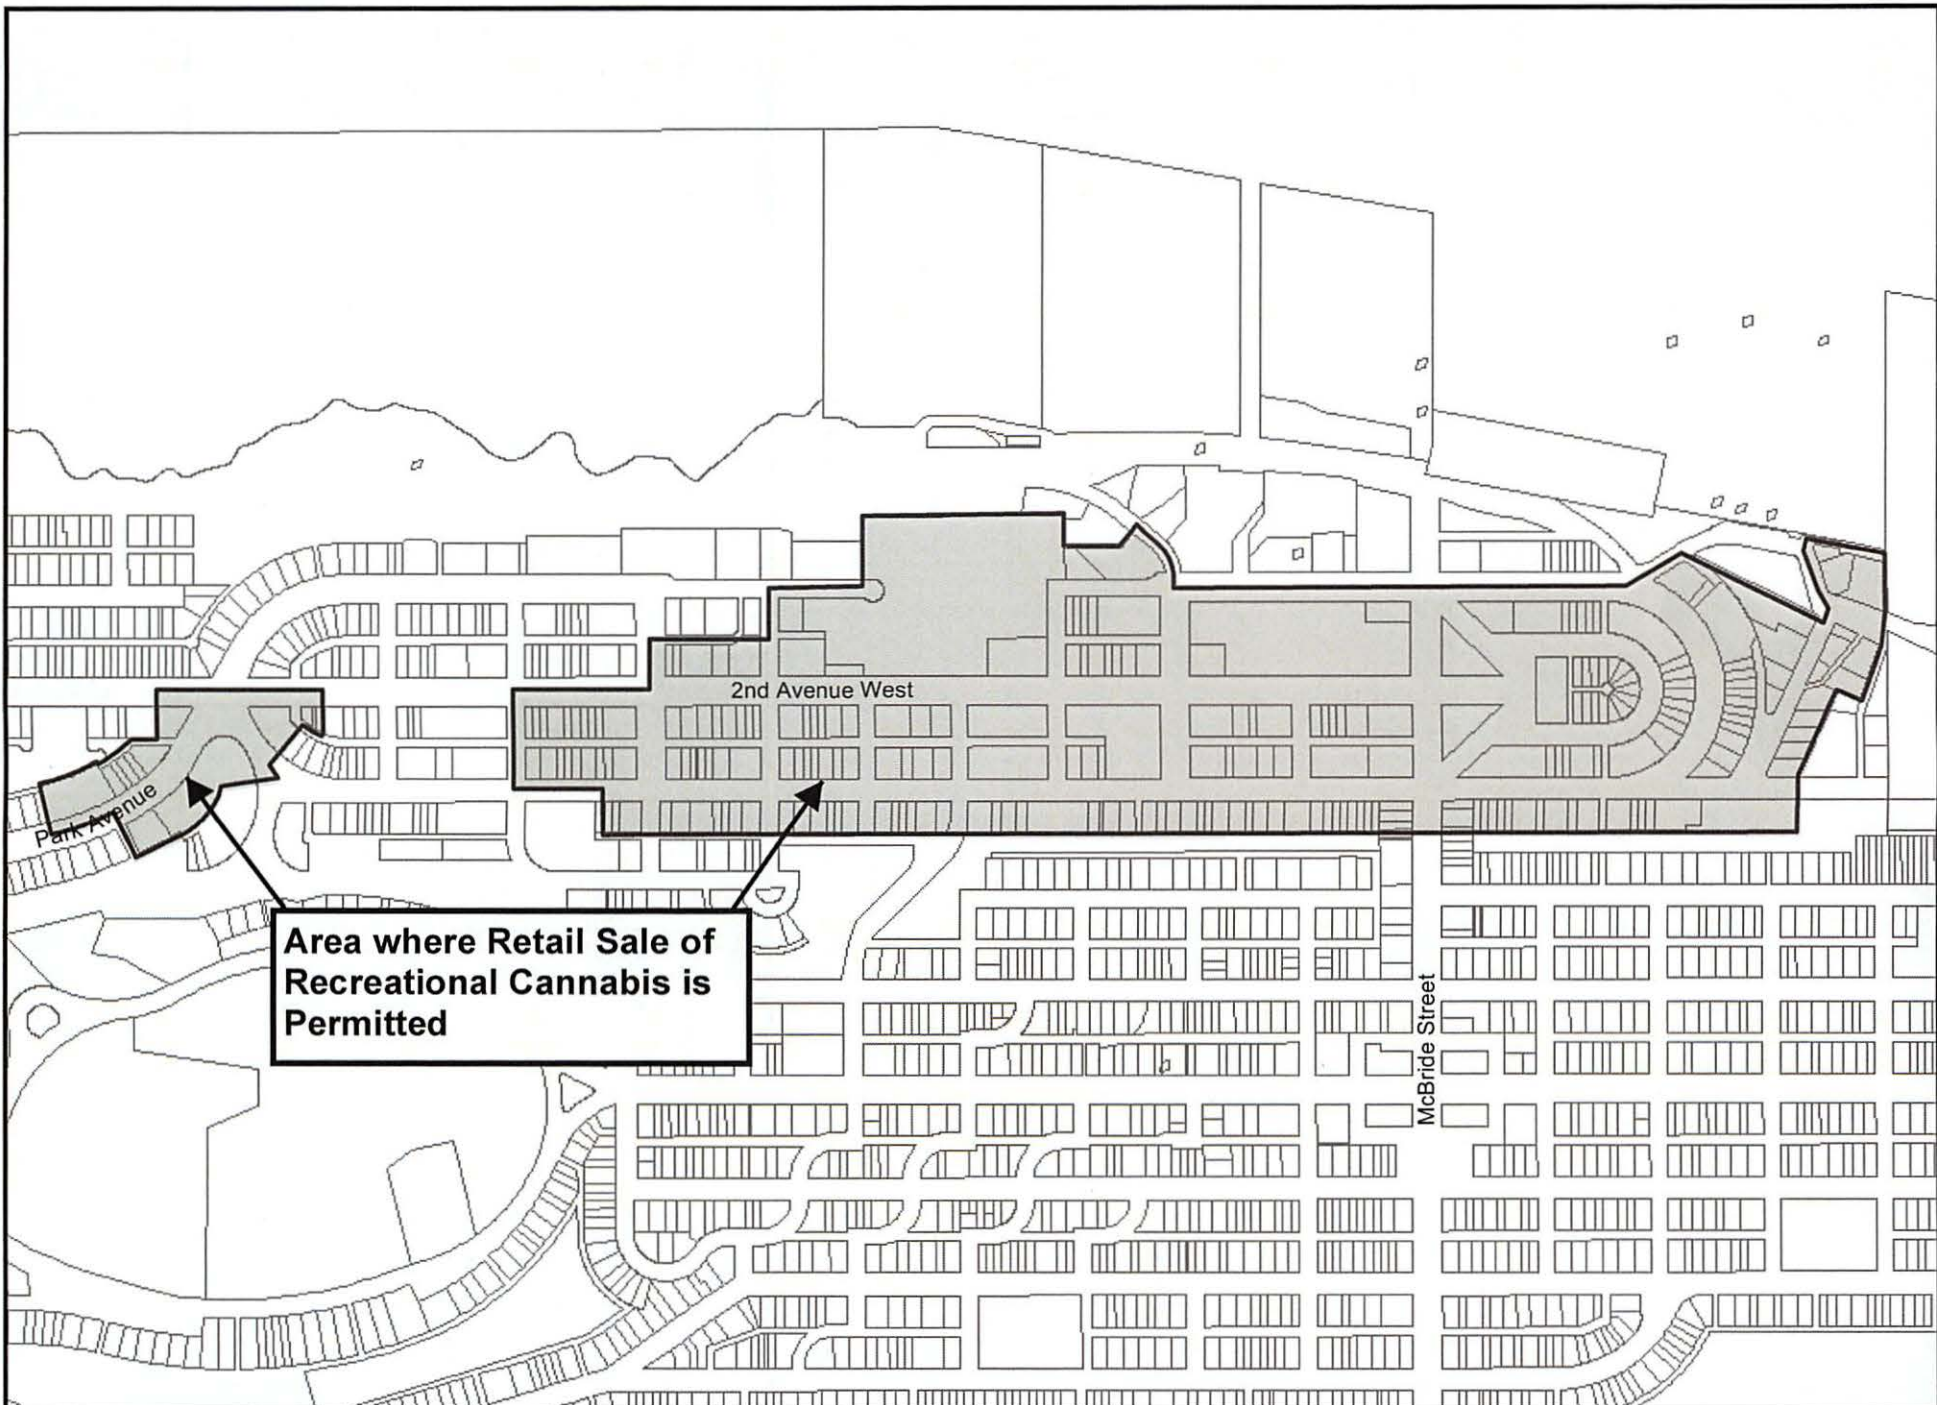 2nd Avenue West
Park Avenue
Area where Retail Sale of
Recreational Cannabis is
Permitted
McBride Street